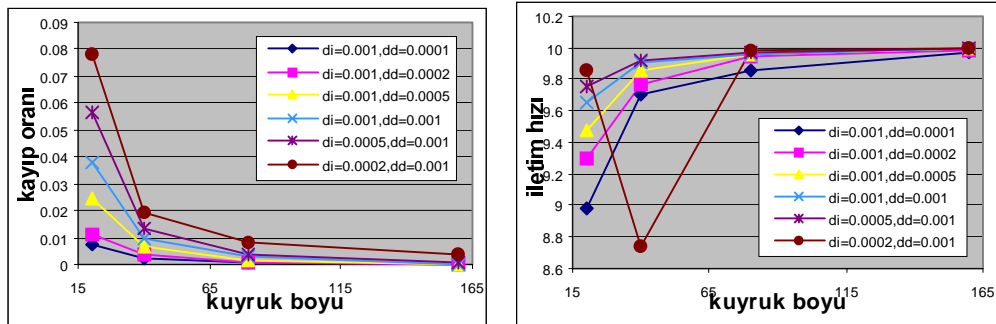 0.09
0.08
0.07
0.06
0.05
0.04
0.03
0.02
0.01
0
kayıp oranı
di=0.001,dd=0.0001
di=0.001,dd=0.0002
di=0.001,dd=0.0005
di=0.001,dd=0.001
di=0.0005,dd=0.001
di=0.0002,dd=0.001
15
65
115
165
kuyruk boyu
10.2
10
9.8
9.6
9.4
9.2
9
8.8
8.6
iletim hızı
di=0.001,dd=0.0001
di=0.001,dd=0.0002
di=0.001,dd=0.0005
di=0.001,dd=0.001
di=0.0005,dd=0.001
di=0.0002,dd=0.001
15
65
115
165
kuyruk boyu